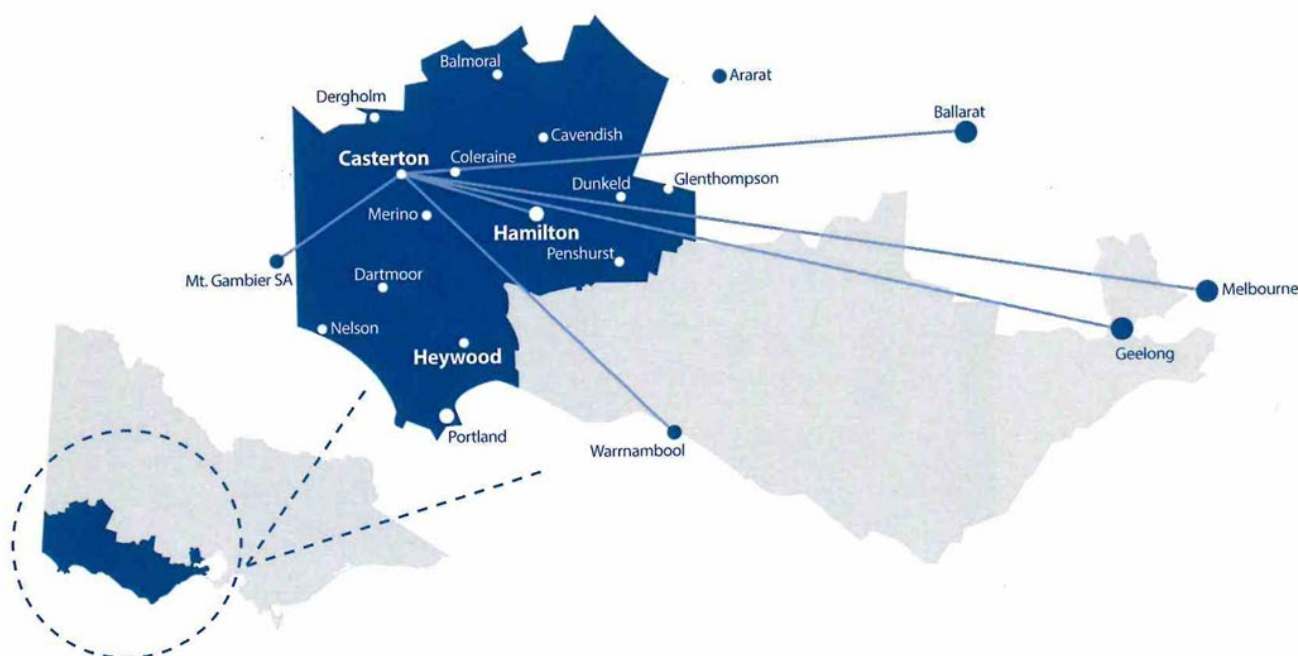 Balmoral
Ararat
Dergholm
Ballarat
Cavendish
Casterton
Coleraine
Dunkeld
Glenthompson
Merino
Hamilton
Penshurst
Mt. Gambier SA
Dartmoor
Melbourne
Nelson
Heywood
Geelong
Portland
Warrnambool